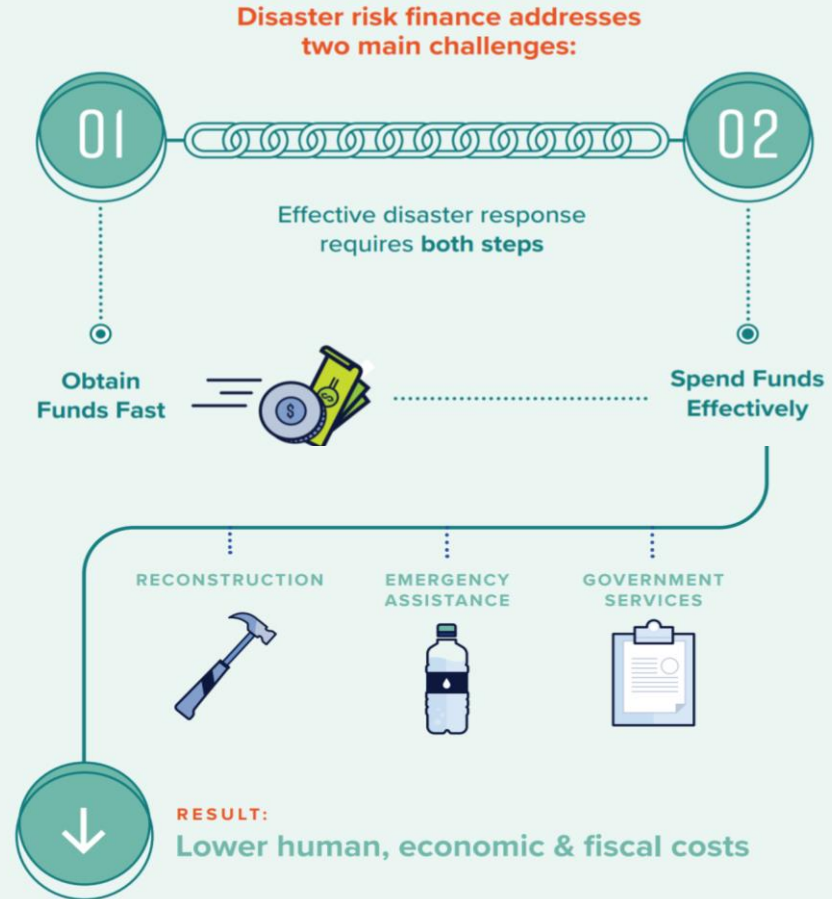 Disaster risk finance addresses
two main challenges:
01
02
Effective disaster response
requires both steps
Obtain
Funds Fast
$
$
Spend Funds
Effectively
RECONSTRUCTION
EMERGENCY
ASSISTANCE
GOVERNMENT
SERVICES
RESULT:
Lower human, economic & fiscal costs